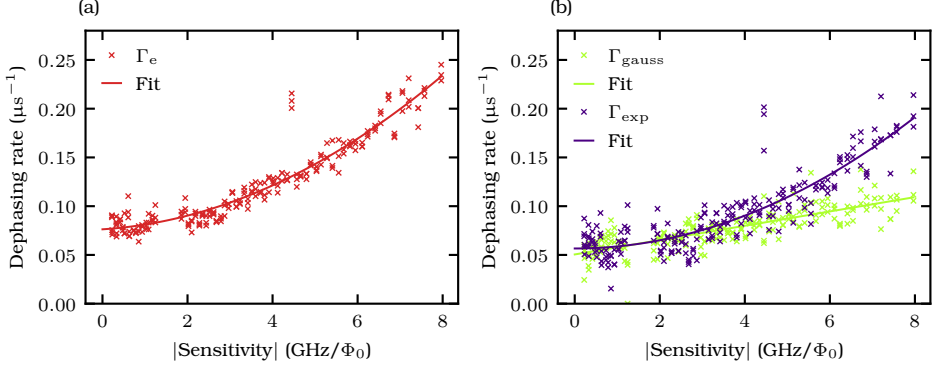 (a)
Dephasing rate (μs⁻¹)
0.25
0.20
0.15
0.10
0.05
0.00
Γe
Fit
0 2 4 6 8
|Sensitivity| (GHz/Φ₀)
(b)
Dephasing rate (μs⁻¹)
0.25
0.20
0.15
0.10
0.05
0.00
Γgauss
Fit
Γexp
Fit
0 2 4 6 8
|Sensitivity| (GHz/Φ₀)